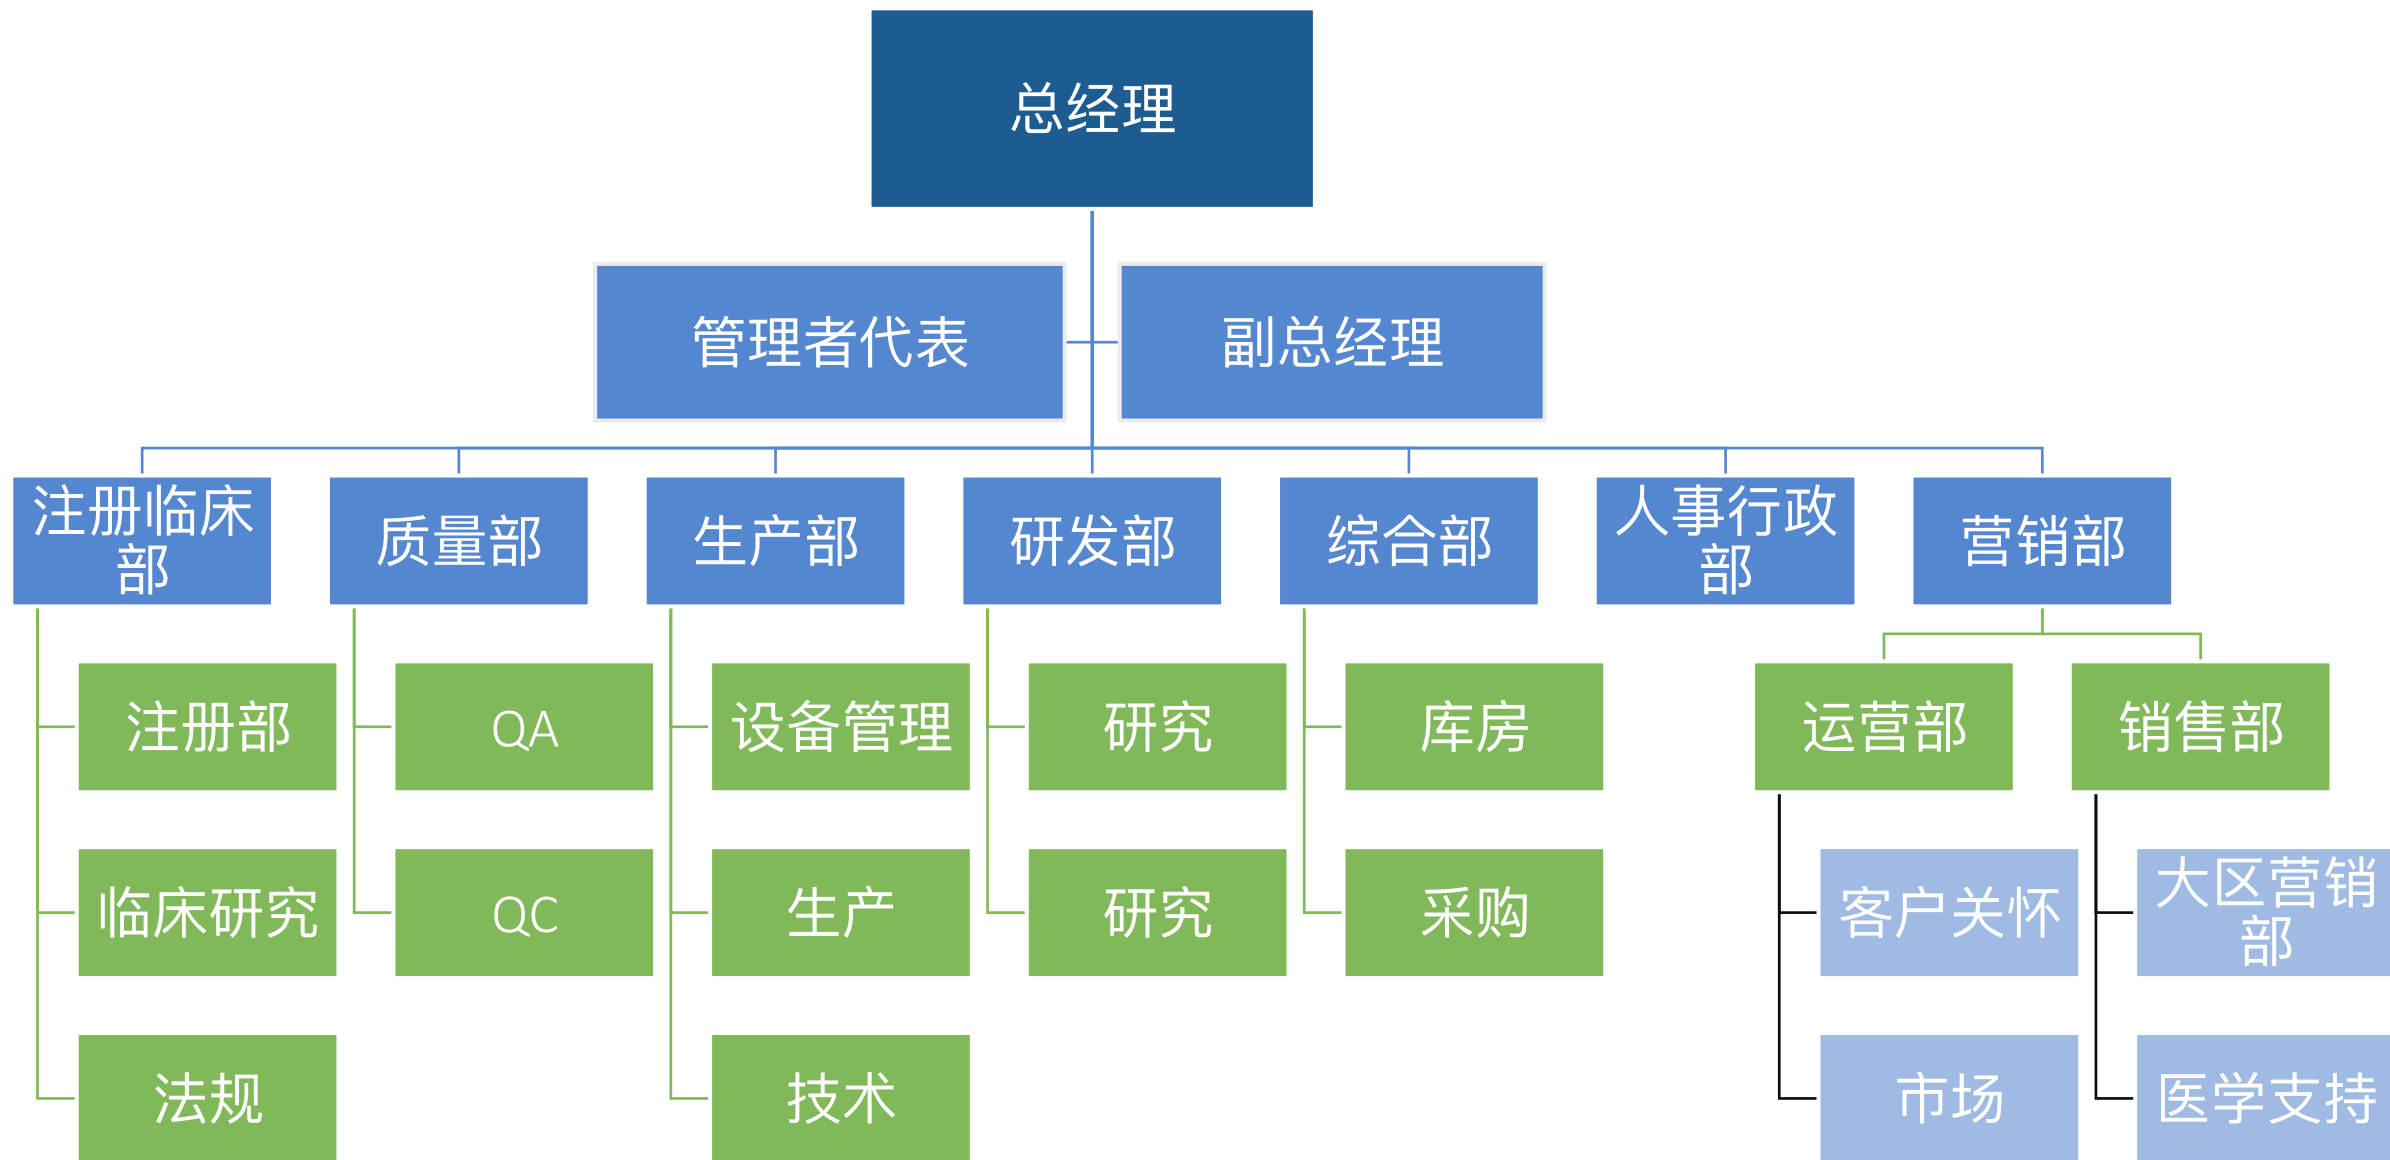 总经理
管理者代表
副总经理
注册临床
部
质量部
生产部
研发部
综合部
人事行政
部
营销部
注册部
QA
设备管理
研究
库房
运营部
销售部
临床研究
QC
生产
研究
采购
客户关怀
大区营销
部
法规
技术
市场
医学支持